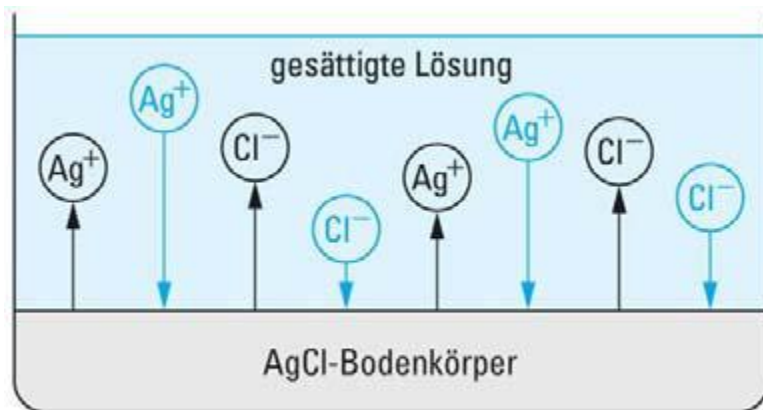 gesättigte Lösung
Ag⁺
Ag⁺
Cl⁻
Cl⁻
Ag⁺
Ag⁺
Cl⁻
Cl⁻
AgCl-Bodenkörper